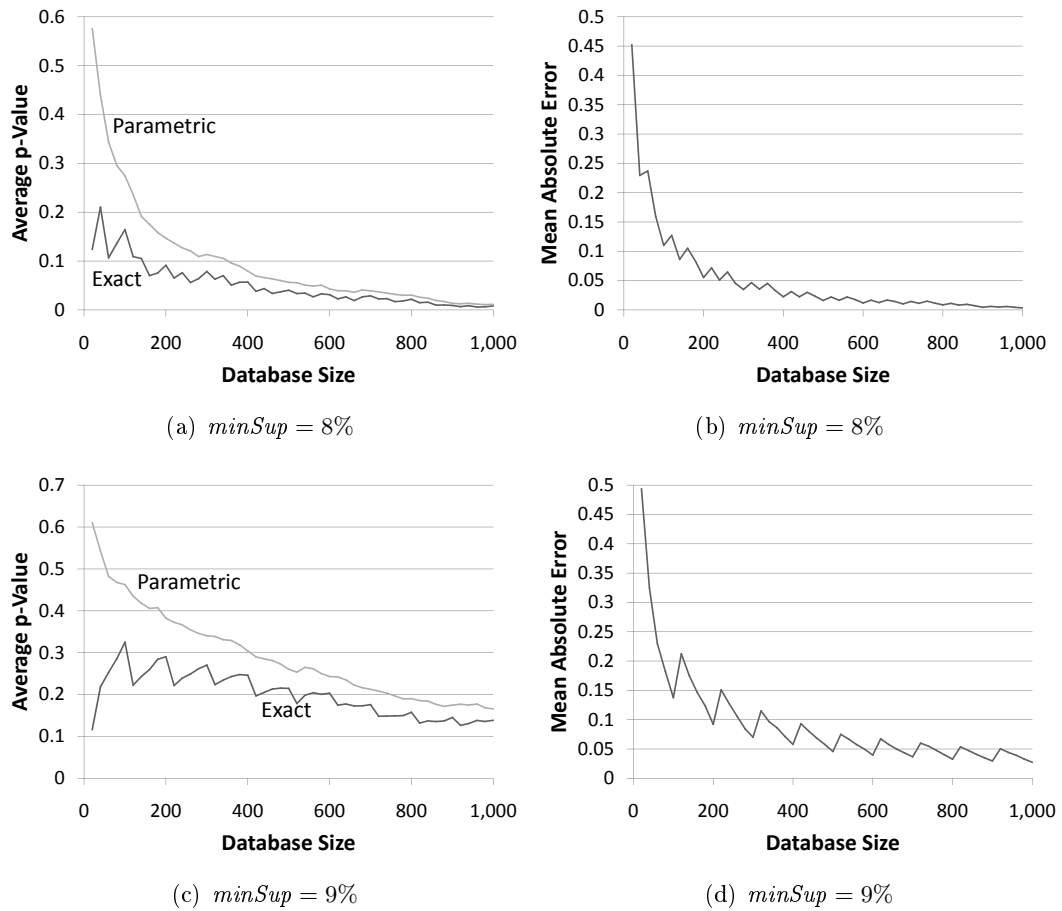 0.6
0.5
0.4
0.3
0.2
0.1
0
Average p-Value
Parametric
Exact
0 200 400 600 800 1,000
Database Size
(a) minSup = 8%
0.5
0.45
0.4
0.35
0.3
0.25
0.2
0.15
0.1
0.05
0
Mean Absolute Error
0 200 400 600 800 1,000
Database Size
(b) minSup = 8%
0.7
0.6
0.5
0.4
0.3
0.2
0.1
0
Average p-Value
Parametric
Exact
0 200 400 600 800 1,000
Database Size
(c) minSup = 9%
0.5
0.45
0.4
0.35
0.3
0.25
0.2
0.15
0.1
0.05
0
Mean Absolute Error
0 200 400 600 800 1,000
Database Size
(d) minSup = 9%